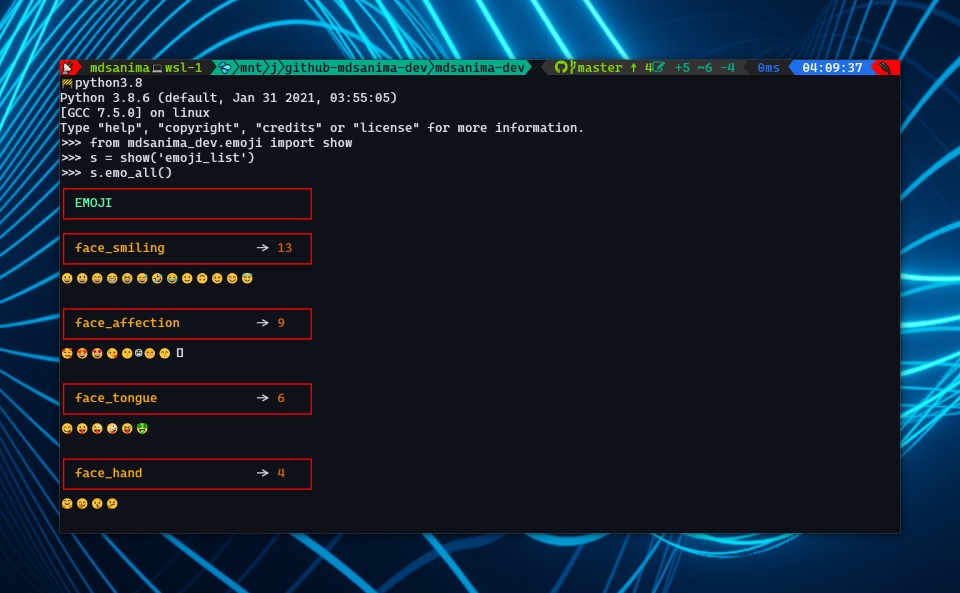 mdsanima wsl-1 mnt j github-mdsanima-dev mdsanima-dev master ↑ 4 +5 ~6 -4 0ms 04:09:37
python3.8
Python 3.8.6 (default, Jan 31 2021, 03:55:05)
[GCC 7.5.0] on linux
Type "help", "copyright", "credits" or "license" for more information.
>>> from mdsanima_dev.emoji import show
>>> s = show('emoji_list')
>>> s.emo_all()
EMOJI
face_smiling → 13
face_affection → 9
face_tongue → 6
face_hand → 4